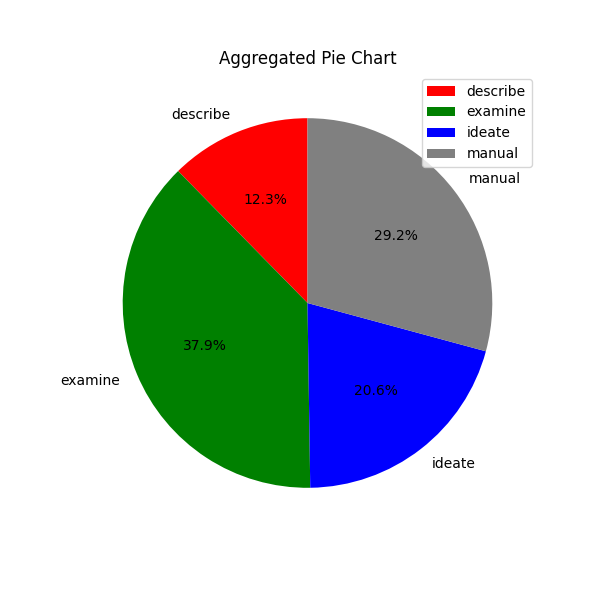 Aggregated Pie Chart
describe
examine
ideate
manual
describe
12.3%
examine
37.9%
ideate
20.6%
manual
29.2%